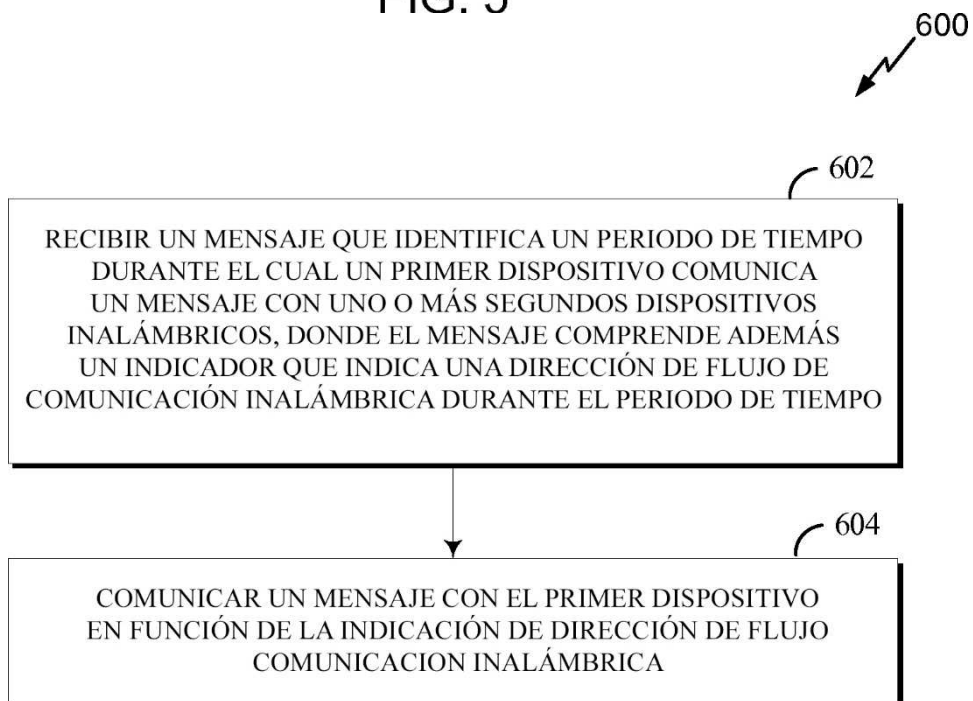 FIG. 5
600
602
RECIBIR UN MENSAJE QUE IDENTIFICA UN PERIODO DE TIEMPO
DURANTE EL CUAL UN PRIMER DISPOSITIVO COMUNICA
UN MENSAJE CON UNO O MÁS SEGUNDOS DISPOSITIVOS
INALÁMBRICOS, DONDE EL MENSAJE COMPRENDE ADEMÁS
UN INDICADOR QUE INDICA UNA DIRECCIÓN DE FLUJO DE
COMUNICACIÓN INALÁMBRICA DURANTE EL PERIODO DE TIEMPO
604
COMUNICAR UN MENSAJE CON EL PRIMER DISPOSITIVO
EN FUNCIÓN DE LA INDICACIÓN DE DIRECCIÓN DE FLUJO
COMUNICACION INALÁMBRICA